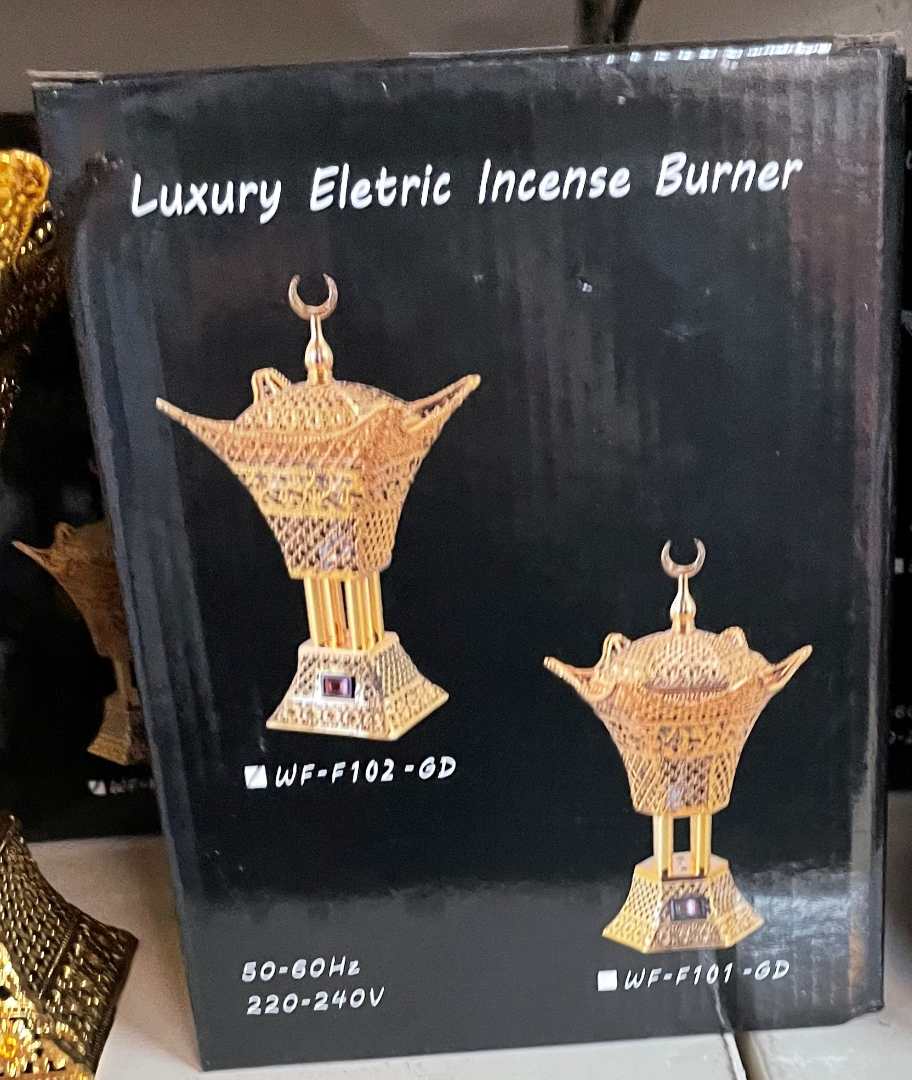 Luxury Eletric Incense Burner
WF-F102-GD
WF-F101-GD
50-60Hz
220-240V